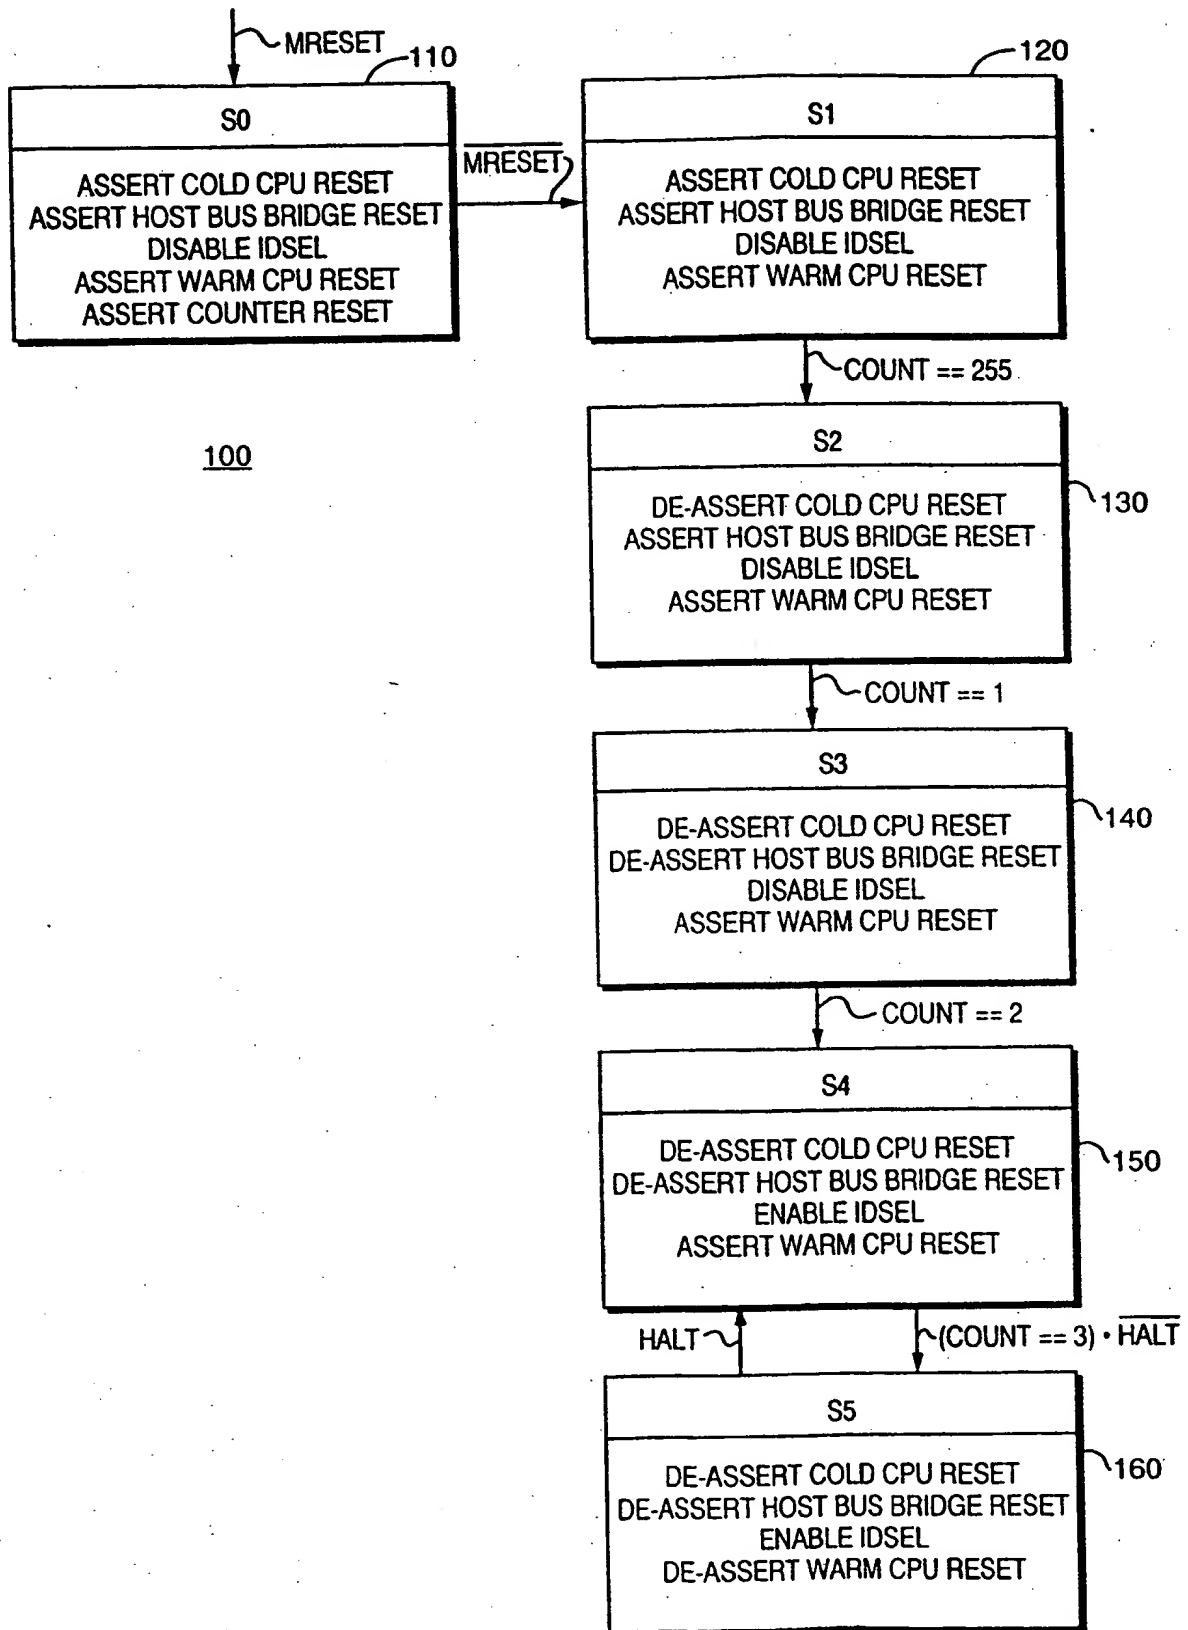 MRESET
110
S0
ASSERT COLD CPU RESET
ASSERT HOST BUS BRIDGE RESET
DISABLE IDSEL
ASSERT WARM CPU RESET
ASSERT COUNTER RESET
M̅R̅E̅S̅E̅T̅
120
S1
ASSERT COLD CPU RESET
ASSERT HOST BUS BRIDGE RESET
DISABLE IDSEL
ASSERT WARM CPU RESET
COUNT == 255
100
S2
130
DE-ASSERT COLD CPU RESET
ASSERT HOST BUS BRIDGE RESET
DISABLE IDSEL
ASSERT WARM CPU RESET
COUNT == 1
S3
140
DE-ASSERT COLD CPU RESET
DE-ASSERT HOST BUS BRIDGE RESET
DISABLE IDSEL
ASSERT WARM CPU RESET
COUNT == 2
S4
150
DE-ASSERT COLD CPU RESET
DE-ASSERT HOST BUS BRIDGE RESET
ENABLE IDSEL
ASSERT WARM CPU RESET
HALT
(COUNT == 3) • H̅A̅L̅T̅
S5
160
DE-ASSERT COLD CPU RESET
DE-ASSERT HOST BUS BRIDGE RESET
ENABLE IDSEL
DE-ASSERT WARM CPU RESET